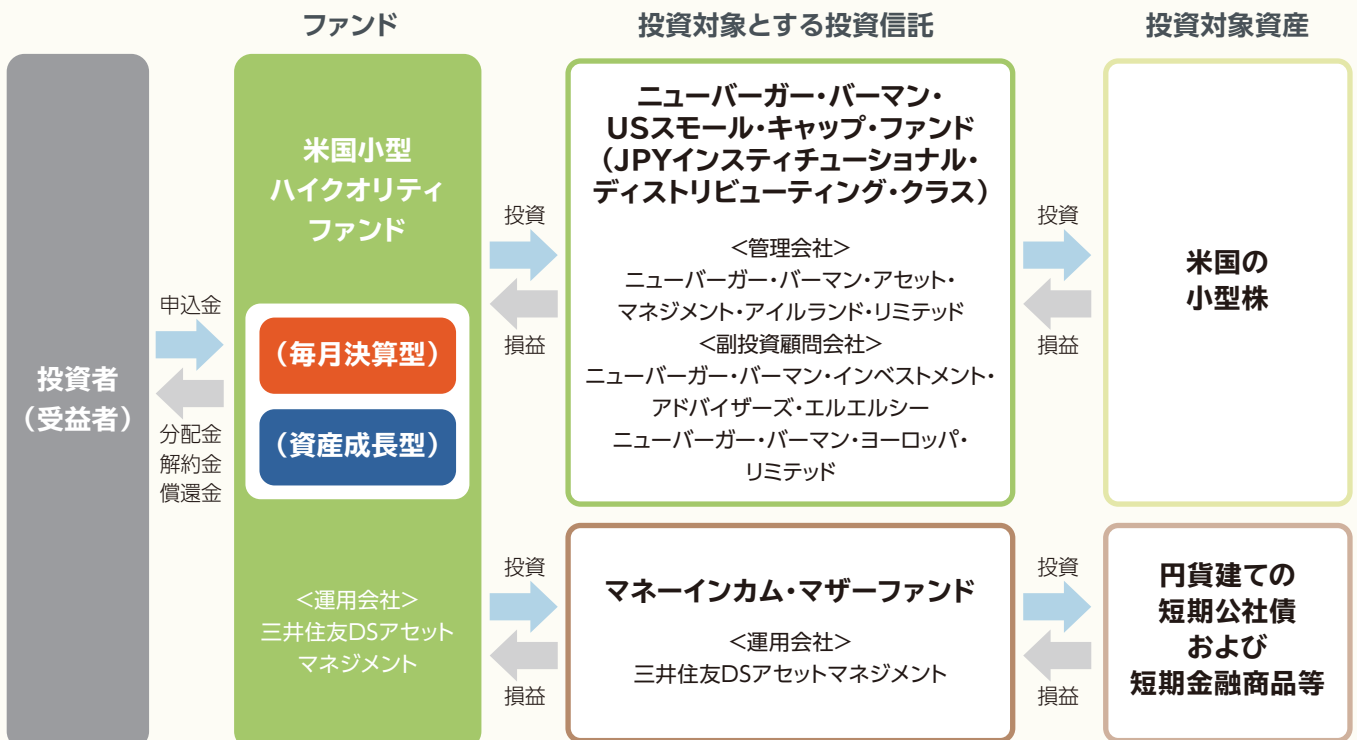 ファンド
投資対象とする投資信託
投資対象資産
投資者
（受益者）
申込金
分配金
解約金
償還金
米国小型
ハイクオリティ
ファンド
（毎月決算型）
（資産成長型）
＜運用会社＞
三井住友DSアセット
マネジメント
投資
損益
ニューバーガー・バーマン・
USスモール・キャップ・ファンド
（JPYインスティチューショナル・
ディストリビューティング・クラス）
＜管理会社＞
ニューバーガー・バーマン・アセット・
マネジメント・アイルランド・リミテッド
＜副投資顧問会社＞
ニューバーガー・バーマン・インベストメント・
アドバイザーズ・エルエルシー
ニューバーガー・バーマン・ヨーロッパ・
リミテッド
投資
損益
米国の
小型株
投資
損益
マネーインカム・マザーファンド
＜運用会社＞
三井住友DSアセットマネジメント
投資
損益
円貨建ての
短期公社債
および
短期金融商品等